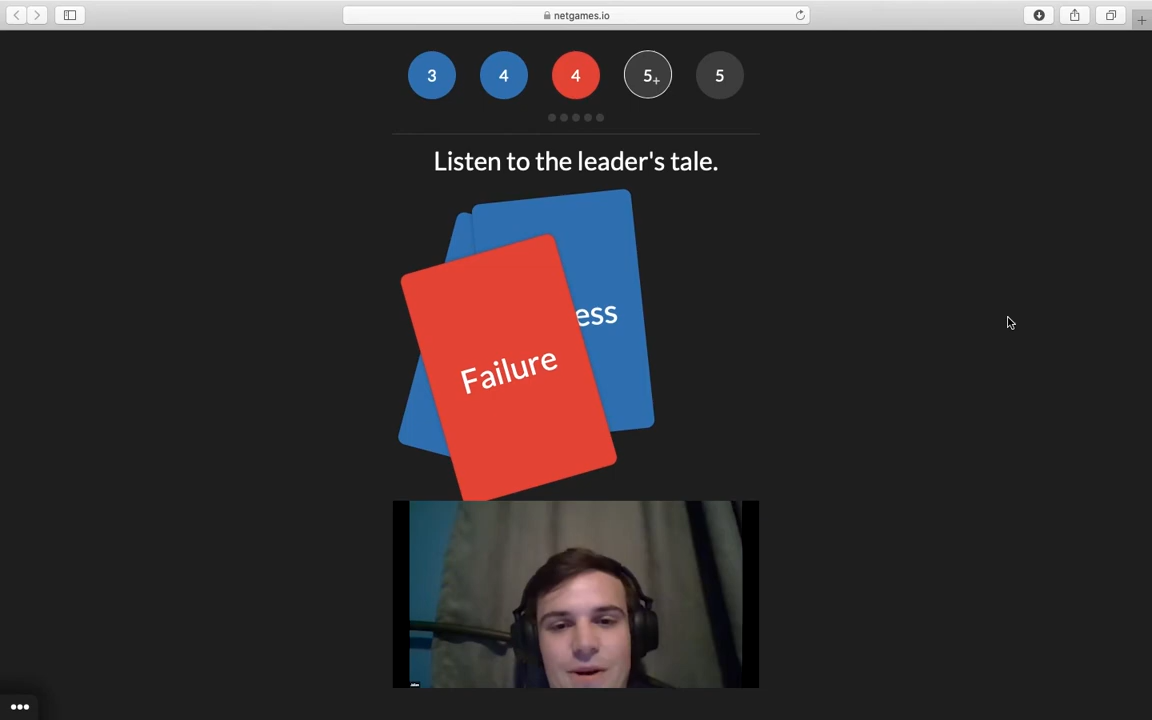 netgames.io
3 4 4 5+ 5
Listen to the leader's tale.
ess
Failure